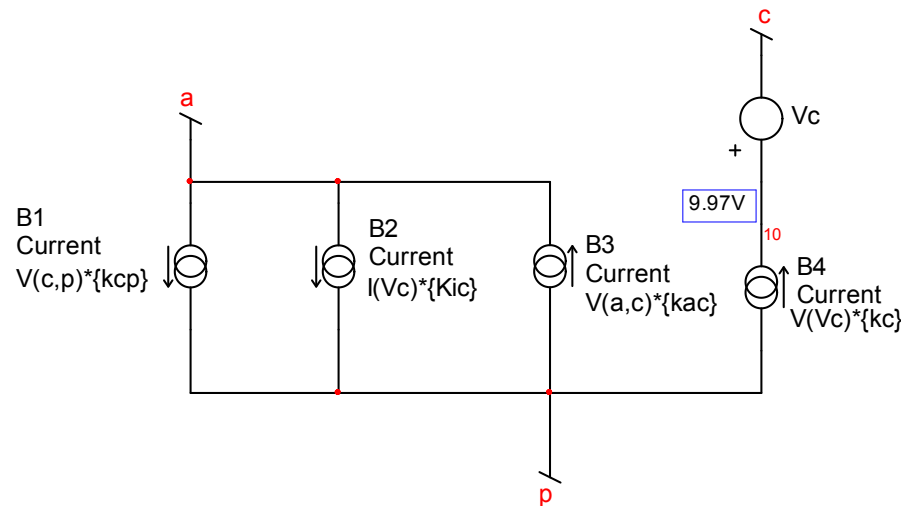 c
a
Vc
+
9.97V
10
B1
Current
V(c,p)*{kcp}
B2
Current
I(Vc)*{Kic}
B3
Current
V(a,c)*{kac}
B4
Current
V(Vc)*{kc}
p